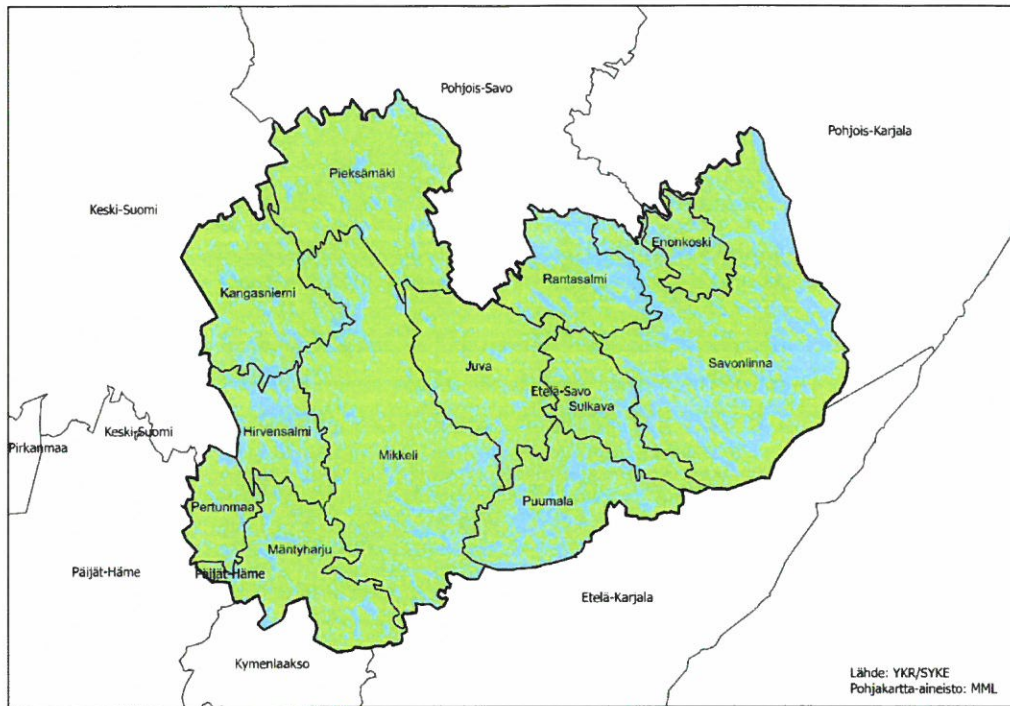 Pohjois-Savo
Pohjois-Karjala
Pieksämäki
Keski-Suomi
Enonkoski
Rantasalmi
Kangasniemi
Savonlinna
Juva
Etelä-Savo
Sulkava
Keski-Suomi
Pirkanmaa
Hirvensalmi
Mikkeli
Puumala
Pertunmaa
Mäntyharju
Päijät-Häme
Päijät-Häme
Etelä-Karjala
Kymenlaakso
Lähde: YKR/SYKE
Pohjakartta-aineisto: MML